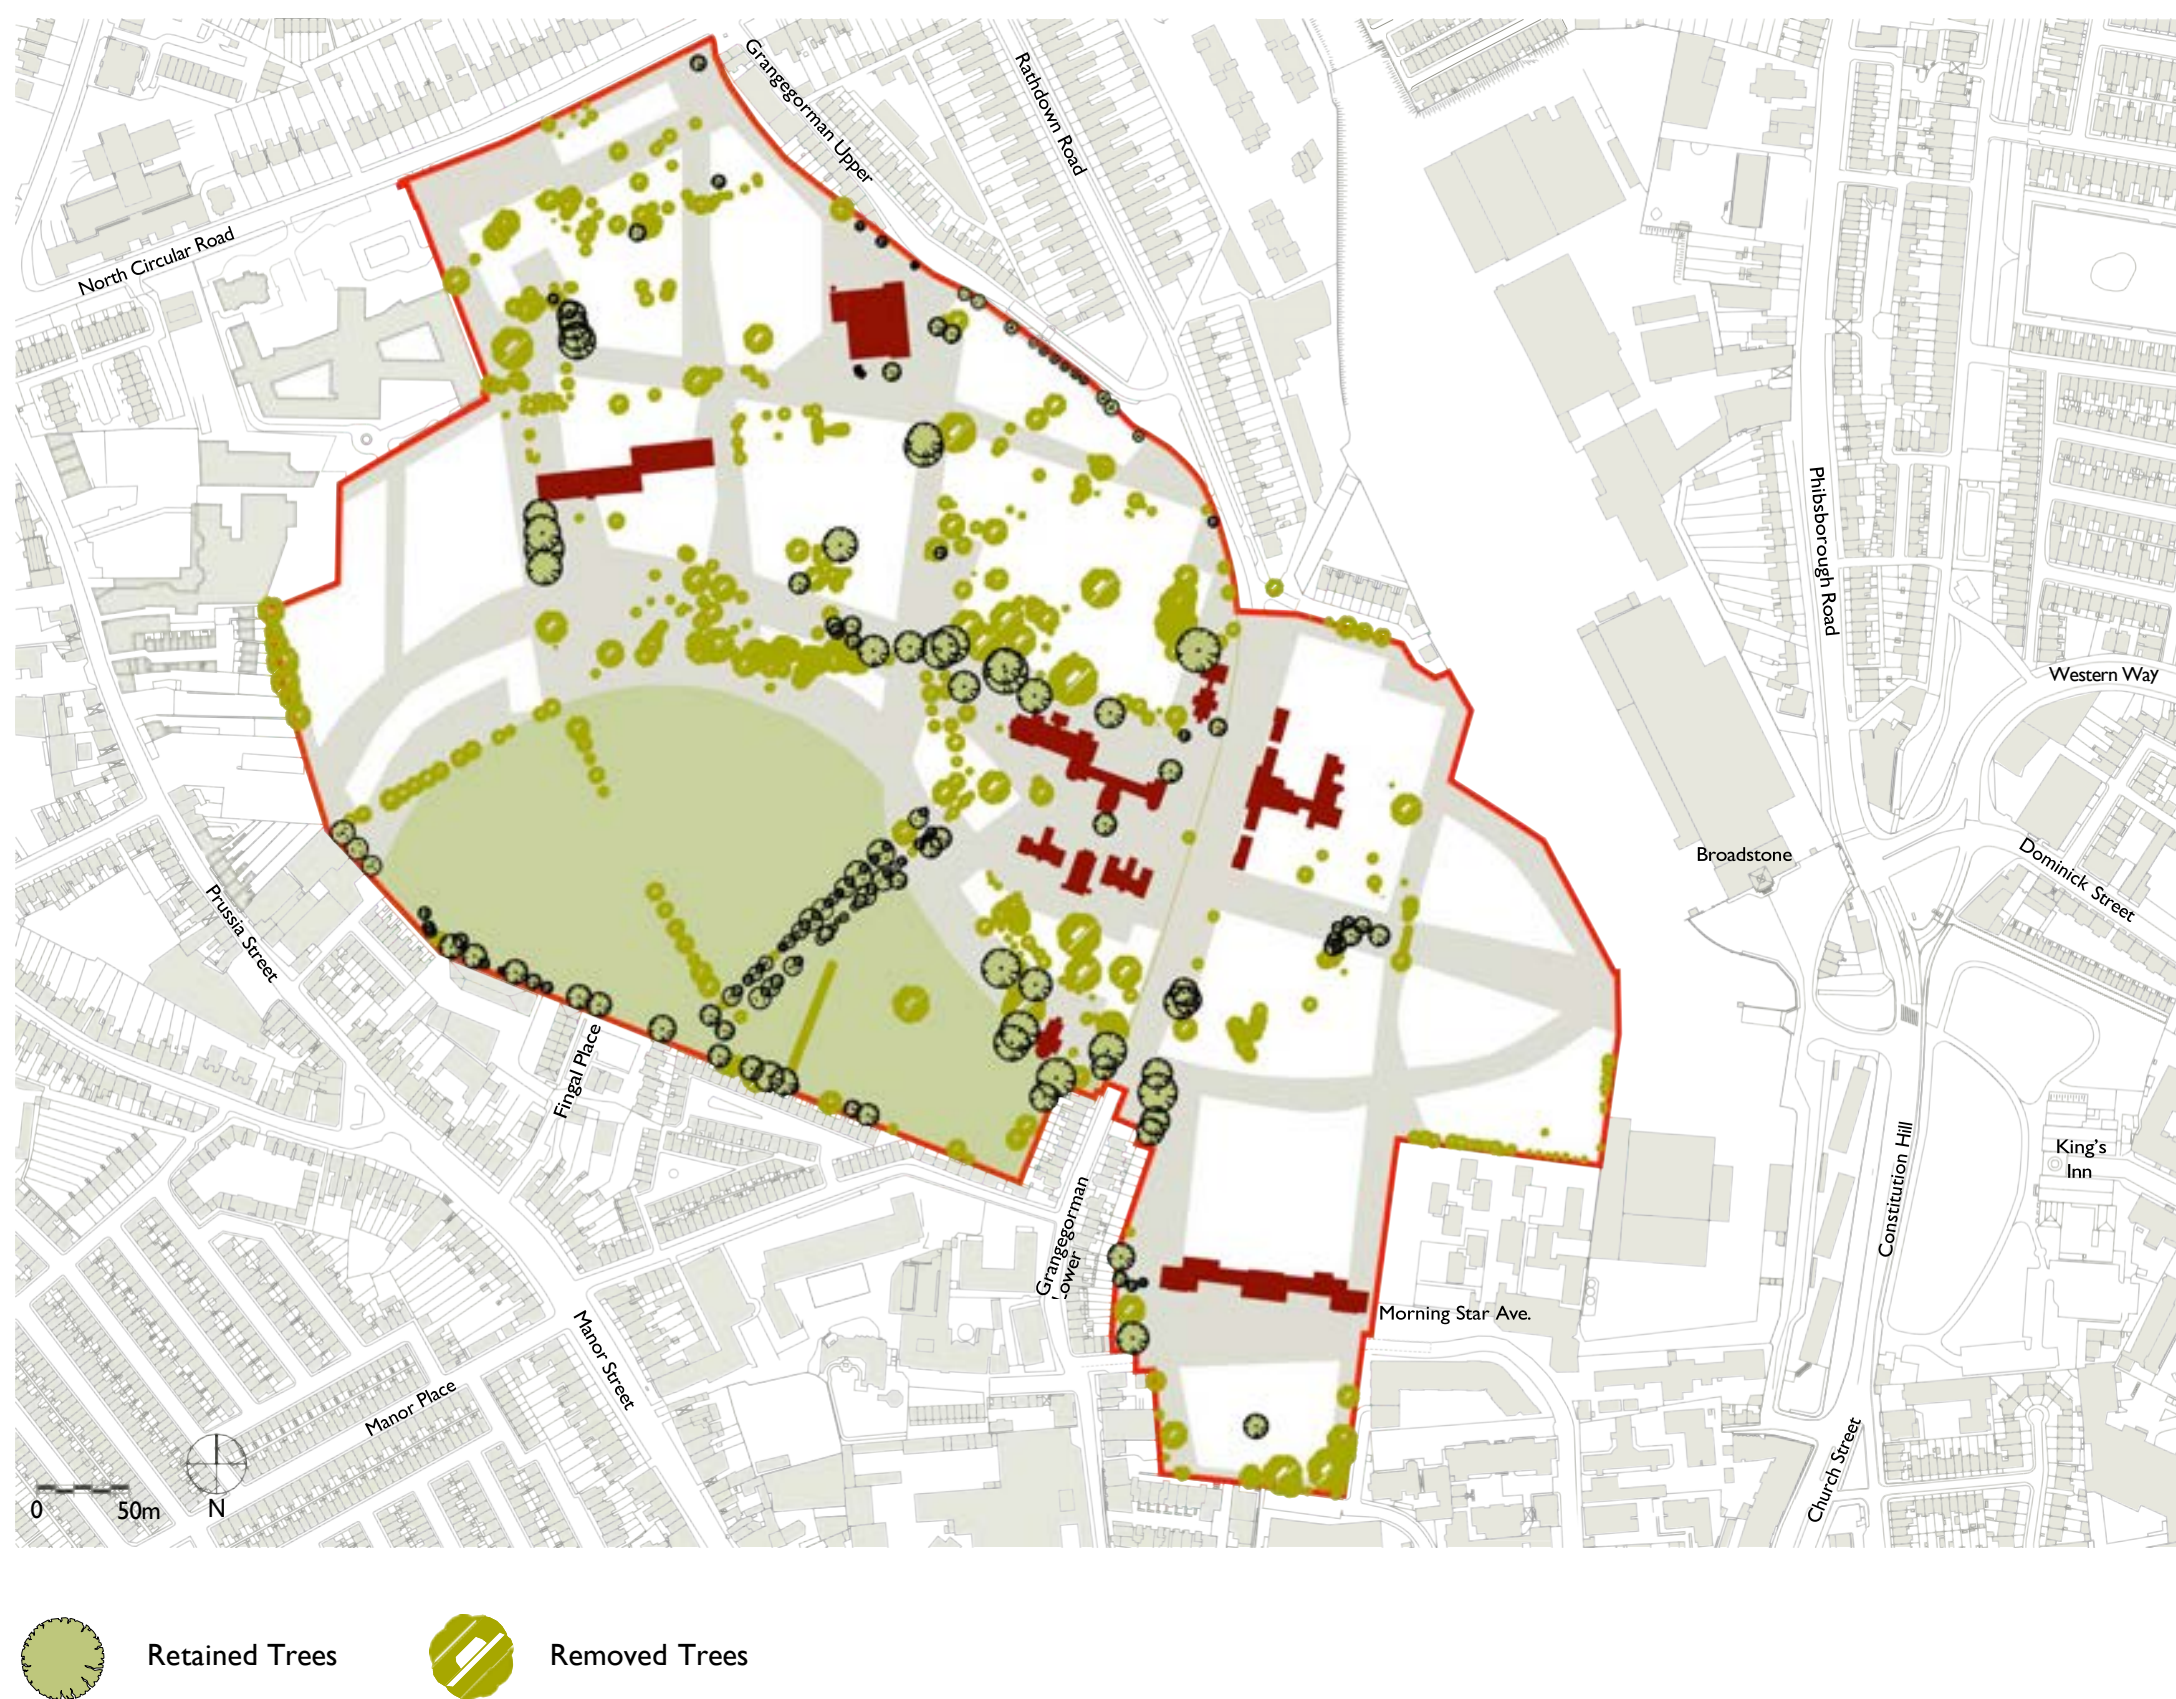 Grangegorman Upper
Rathdown Road
North Circular Road
Phibsborough Road
Western Way
Broadstone
Dominick Street
Prussia Street
Fingal Place
King's
Inn
Constitution Hill
Grangegorman
Lower
Morning Star Ave.
Manor Street
Manor Place
Church Street
0 50m
N
Retained Trees
Removed Trees